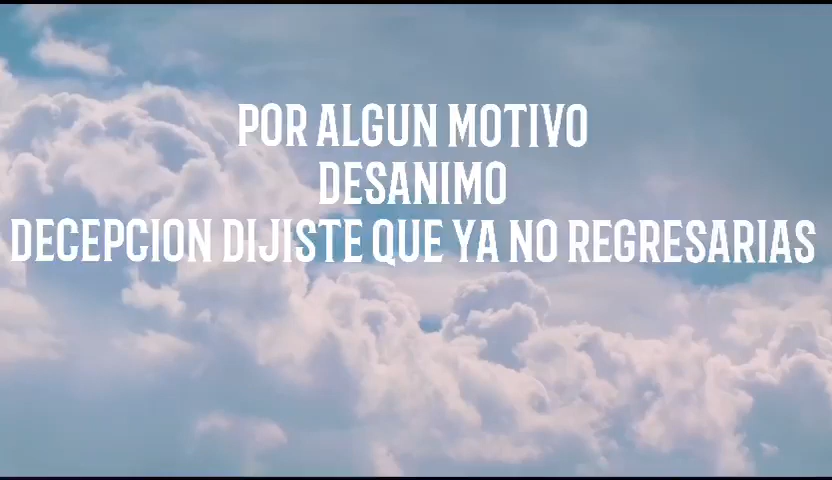 POR ALGUN MOTIVO
DESANIMO
DECEPCION DIJISTE QUE YA NO REGRESARIAS